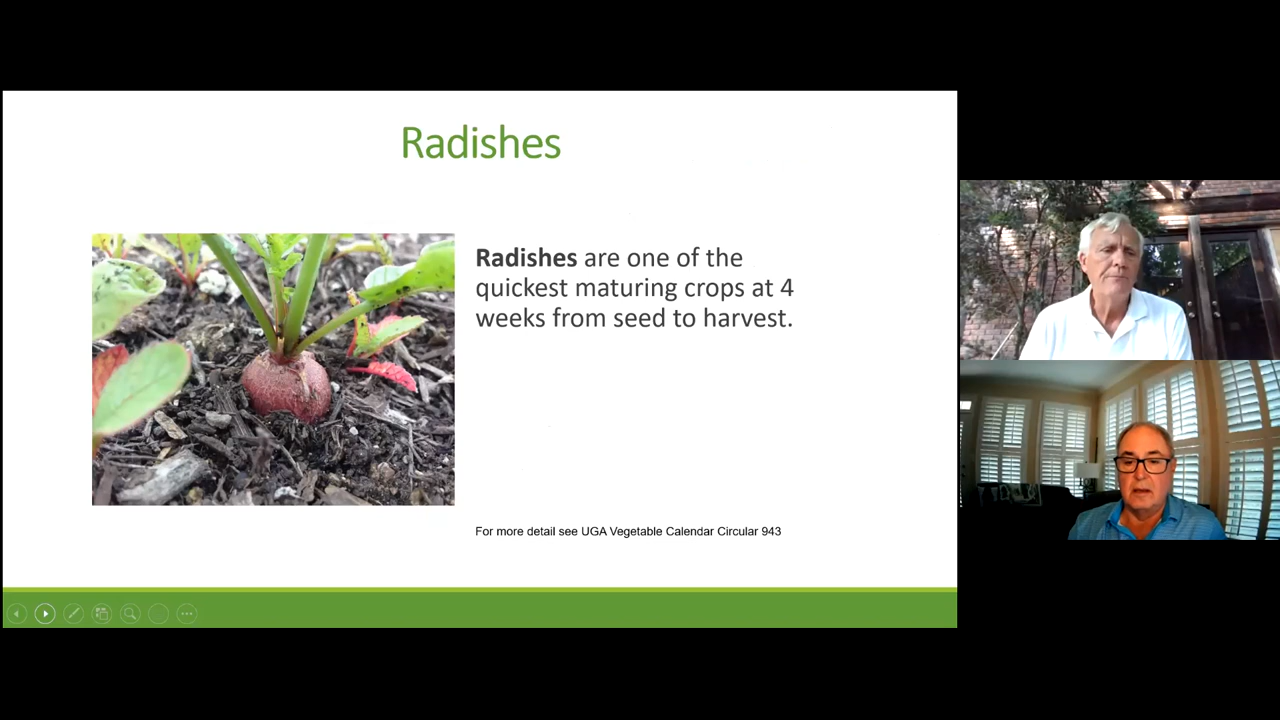 Radishes
Radishes are one of the
quickest maturing crops at 4
weeks from seed to harvest.
For more detail see UGA Vegetable Calendar Circular 943